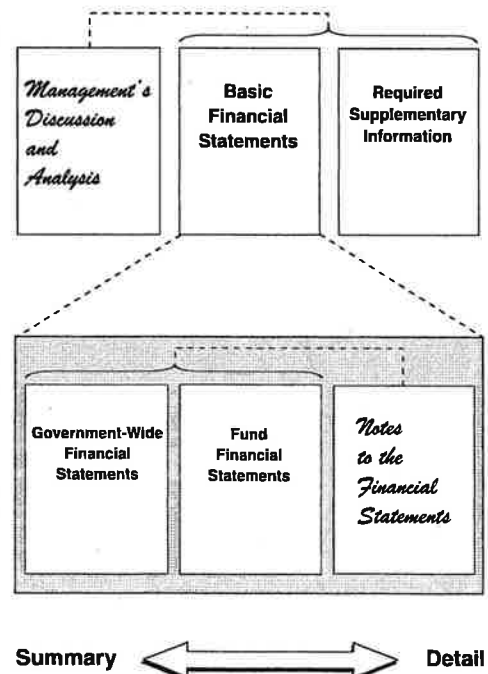 Management's
Discussion
and
Analysis
Basic
Financial
Statements
Required
Supplementary
Information
Government-Wide
Financial
Statements
Fund
Financial
Statements
Notes
to the
Financial
Statements
Summary
Detail